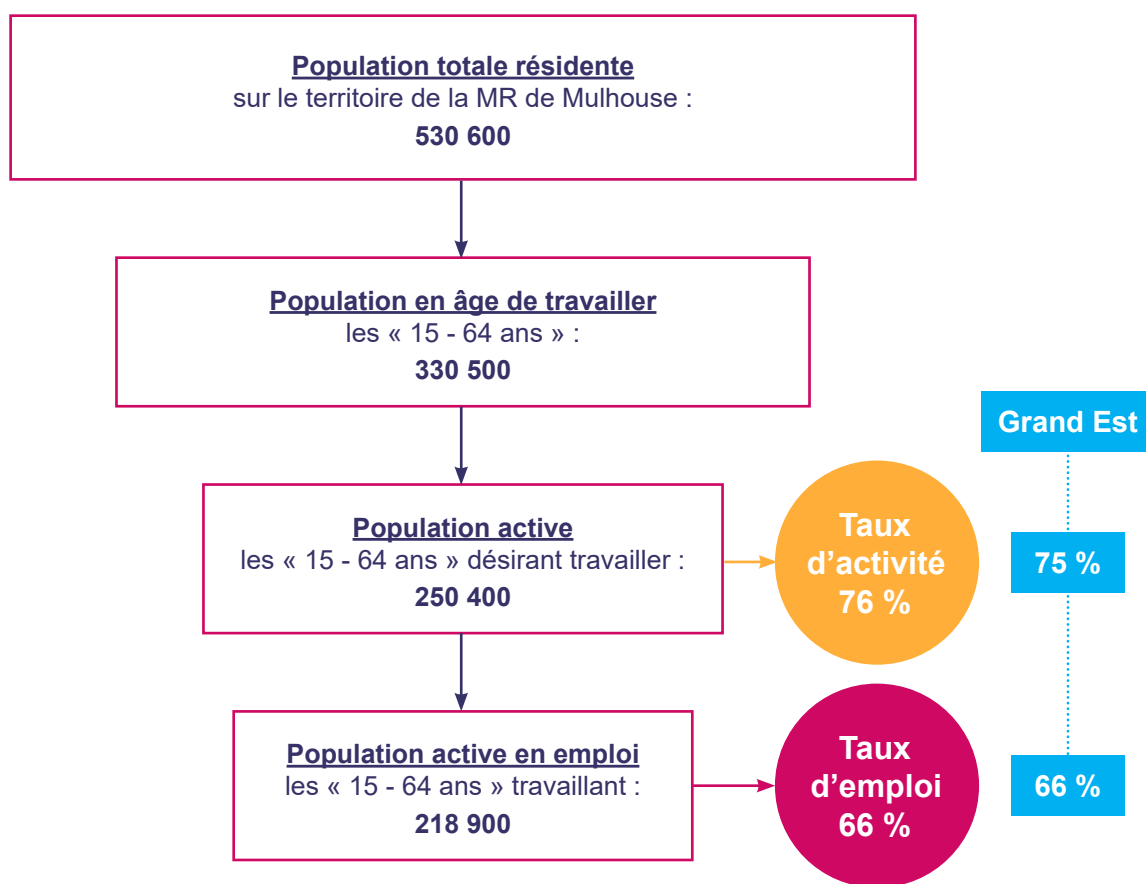 Population totale résidente
sur le territoire de la MR de Mulhouse :
530 600
Population en âge de travailler
les « 15 - 64 ans » :
330 500
Grand Est
Population active
les « 15 - 64 ans » désirant travailler :
250 400
Taux
d’activité
76 %
75 %
Population active en emploi
les « 15 - 64 ans » travaillant :
218 900
Taux
d’emploi
66 %
66 %